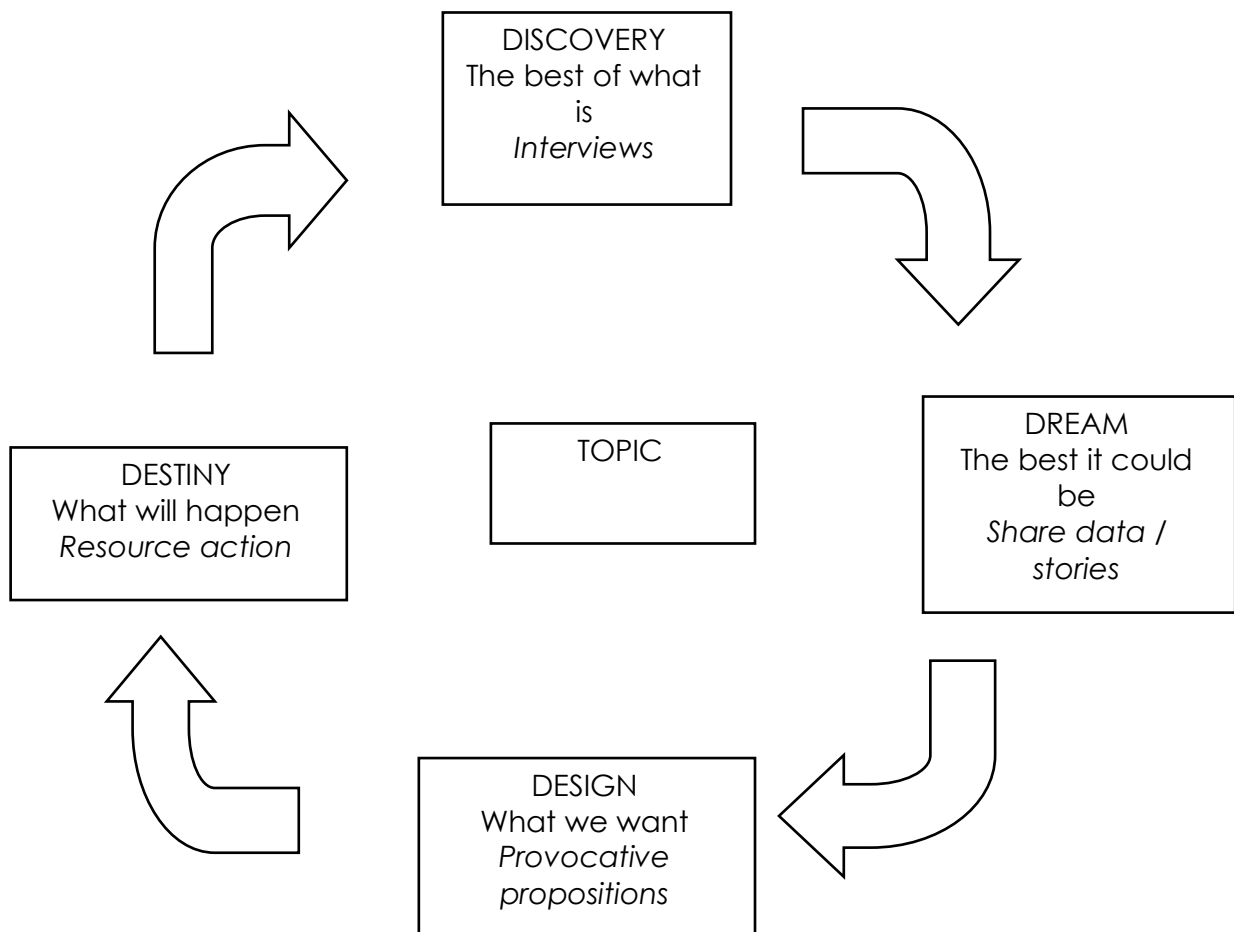 DISCOVERY
The best of what
is
Interviews
DREAM
The best it could
be
Share data /
stories
TOPIC
DESTINY
What will happen
Resource action
DESIGN
What we want
Provocative
propositions